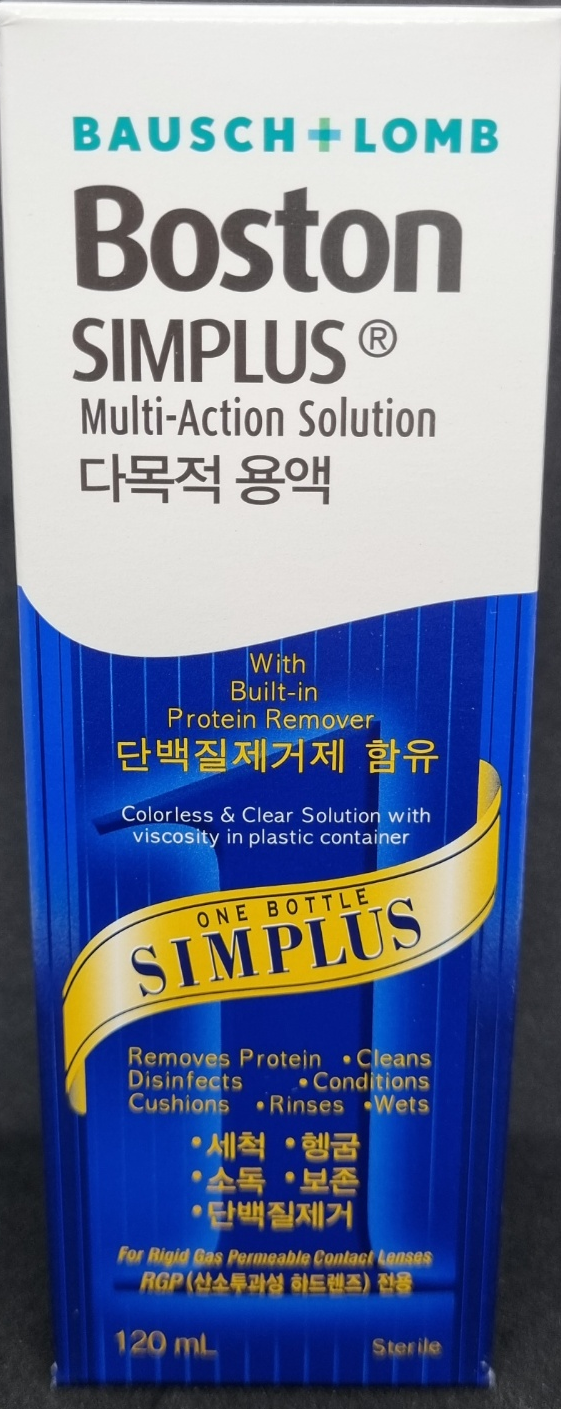 BAUSCH+LOMB
Boston
SIMPLUS®
Multi-Action Solution
다목적 용액
With
Built-in
Protein Remover
단백질제거제 함유
Colorless & Clear Solution with
viscosity in plastic container
ONE BOTTLE
SIMPLUS
Removes Protein •Cleans
Disinfects •Conditions
Cushions •Rinses •Wets
•세척 •헹굼
•소독 •보존
•단백질제거
For Rigid Gas Permeable Contact Lenses
RGP (산소투과성 하드렌즈) 전용
120 mL Sterile